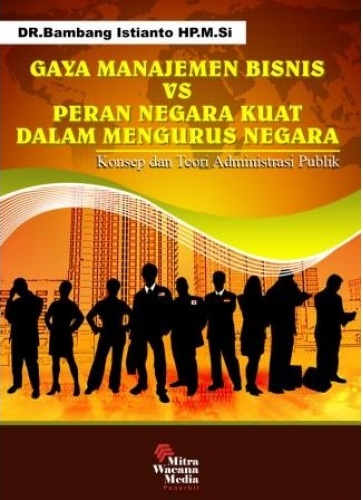 DR.Bambang Istianto HP.M.Si
GAYA MANAJEMEN BISNIS
VS
PERAN NEGARA KUAT
DALAM MENGURUS NEGARA
Konsep dan Teori Administrasi Publik
Mitra
Wacana
Media
Penerbit